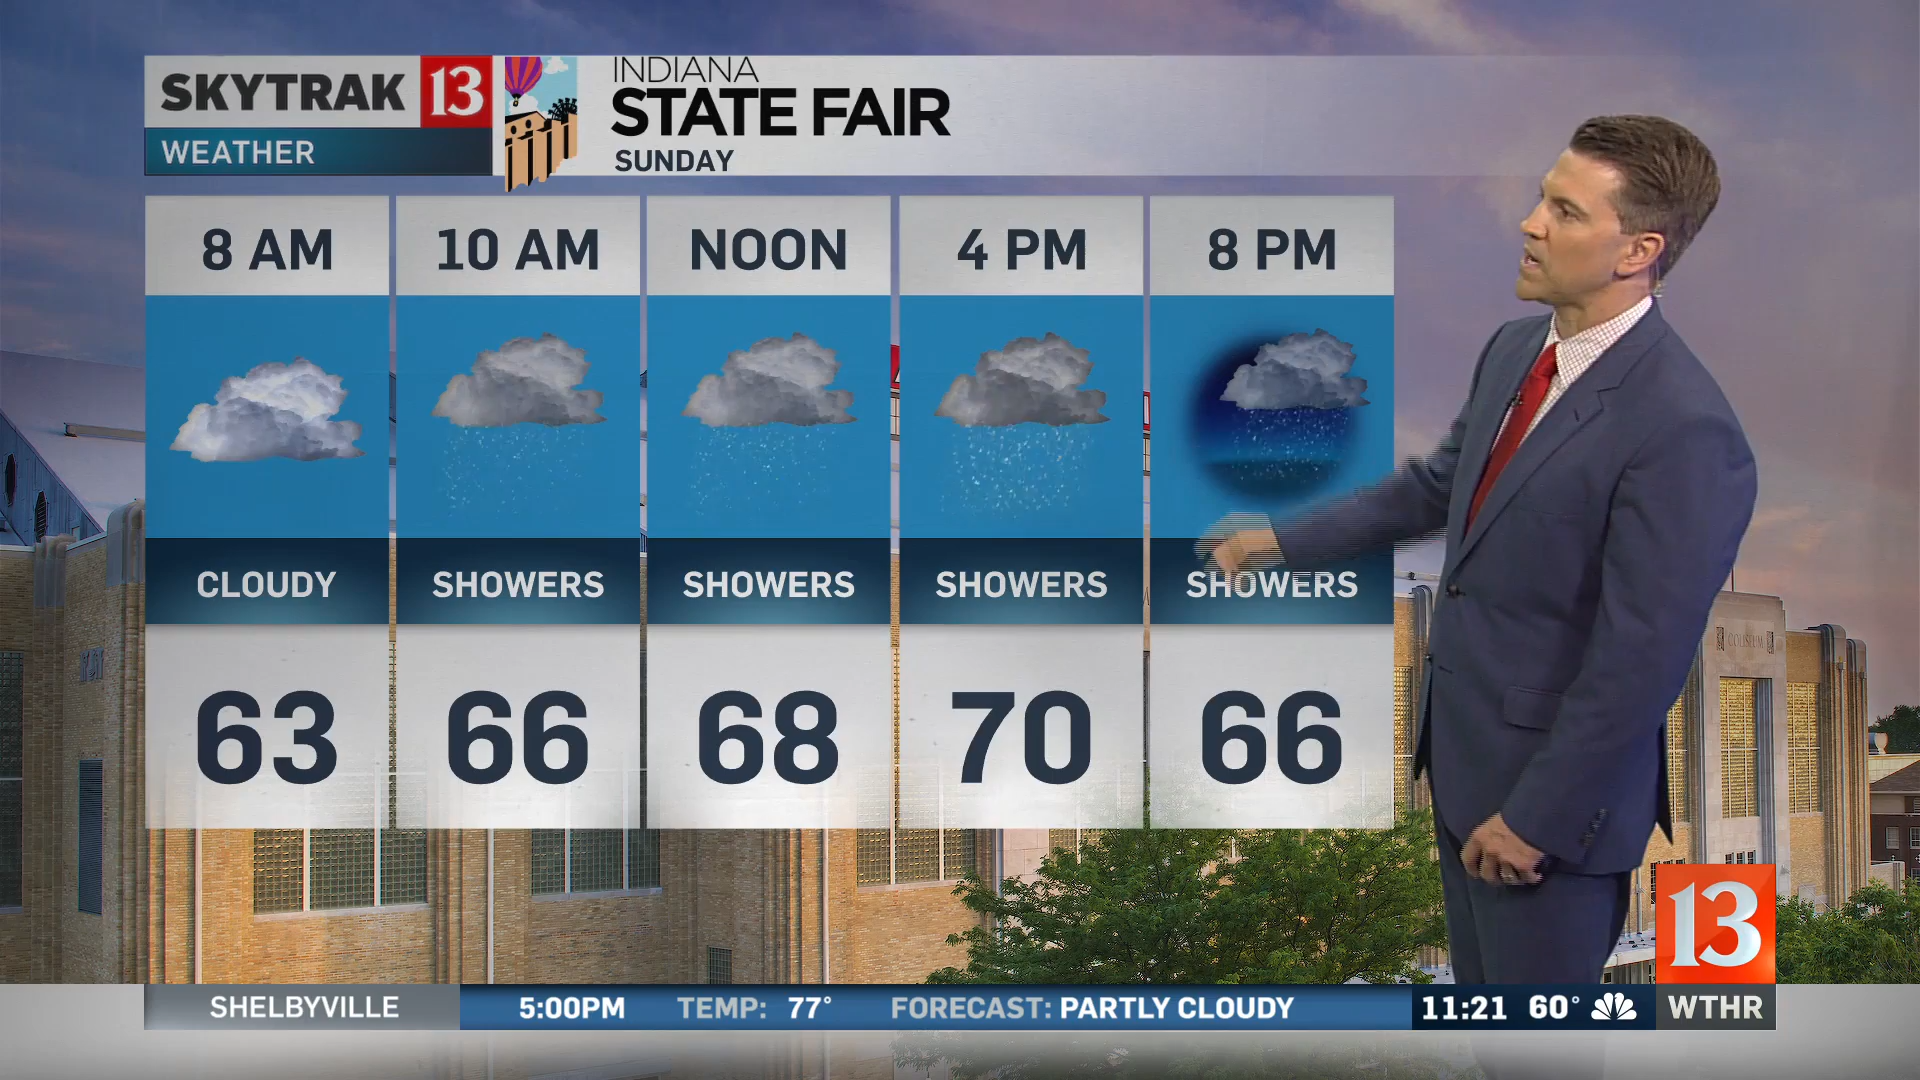 SKYTRAK 13
WEATHER
INDIANA
STATE FAIR
SUNDAY
8 AM
10 AM
NOON
4 PM
8 PM
CLOUDY
SHOWERS
SHOWERS
SHOWERS
SHOWERS
63
66
68
70
66
COLISEUM
13
SHELBYVILLE
5:00PM TEMP: 77° FORECAST: PARTLY CLOUDY
11:21 60°
WTHR